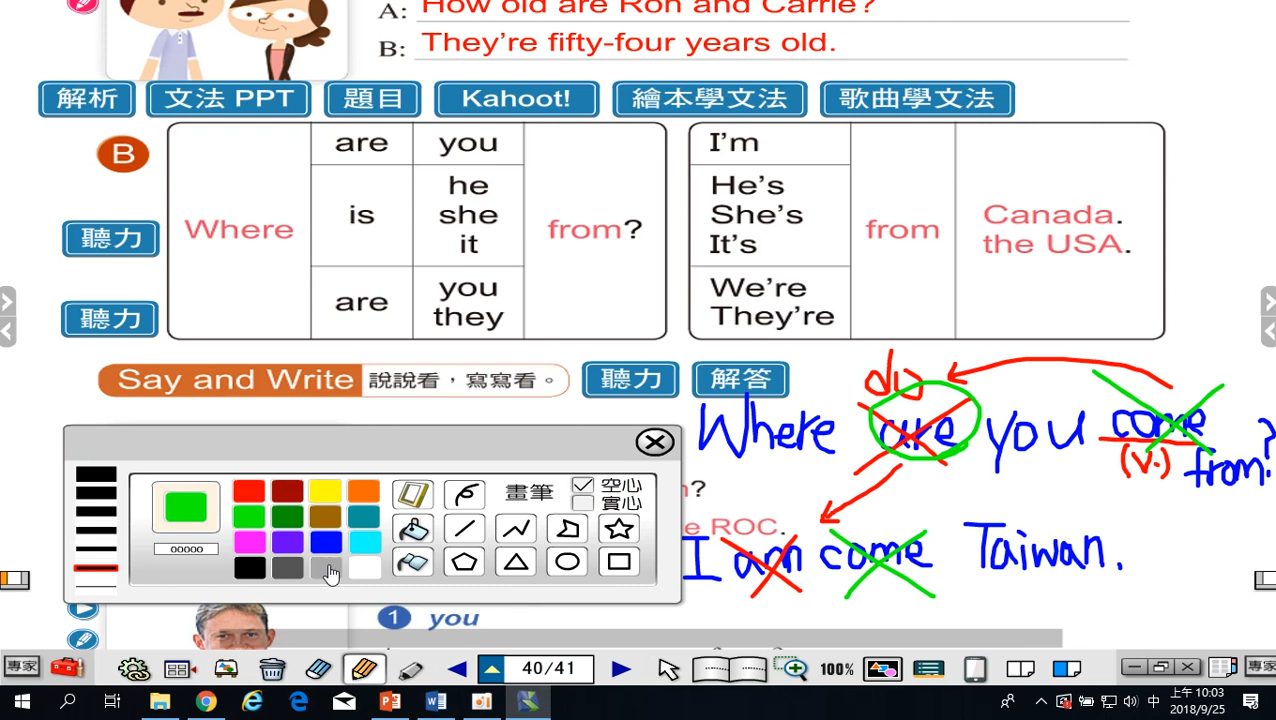 A: How old are Ron and Carrie?
B: They're fifty-four years old.
解析 文法 PPT 題目 Kahoot! 繪本學文法 歌曲學文法
B
are you I'm
he He's
聽力 Where is she from? She's from Canada.
it It's the USA.
聽力 are you We're
they They're
Say and Write 說說看，寫寫看。 聽力 解答
Where are you come
(v.) from?
?
畫筆 空心
實心
00000
e ROC.
I am come Taiwan.
1 you
專家 40/41 100% 專家
中 上午 10:03
2018/9/25